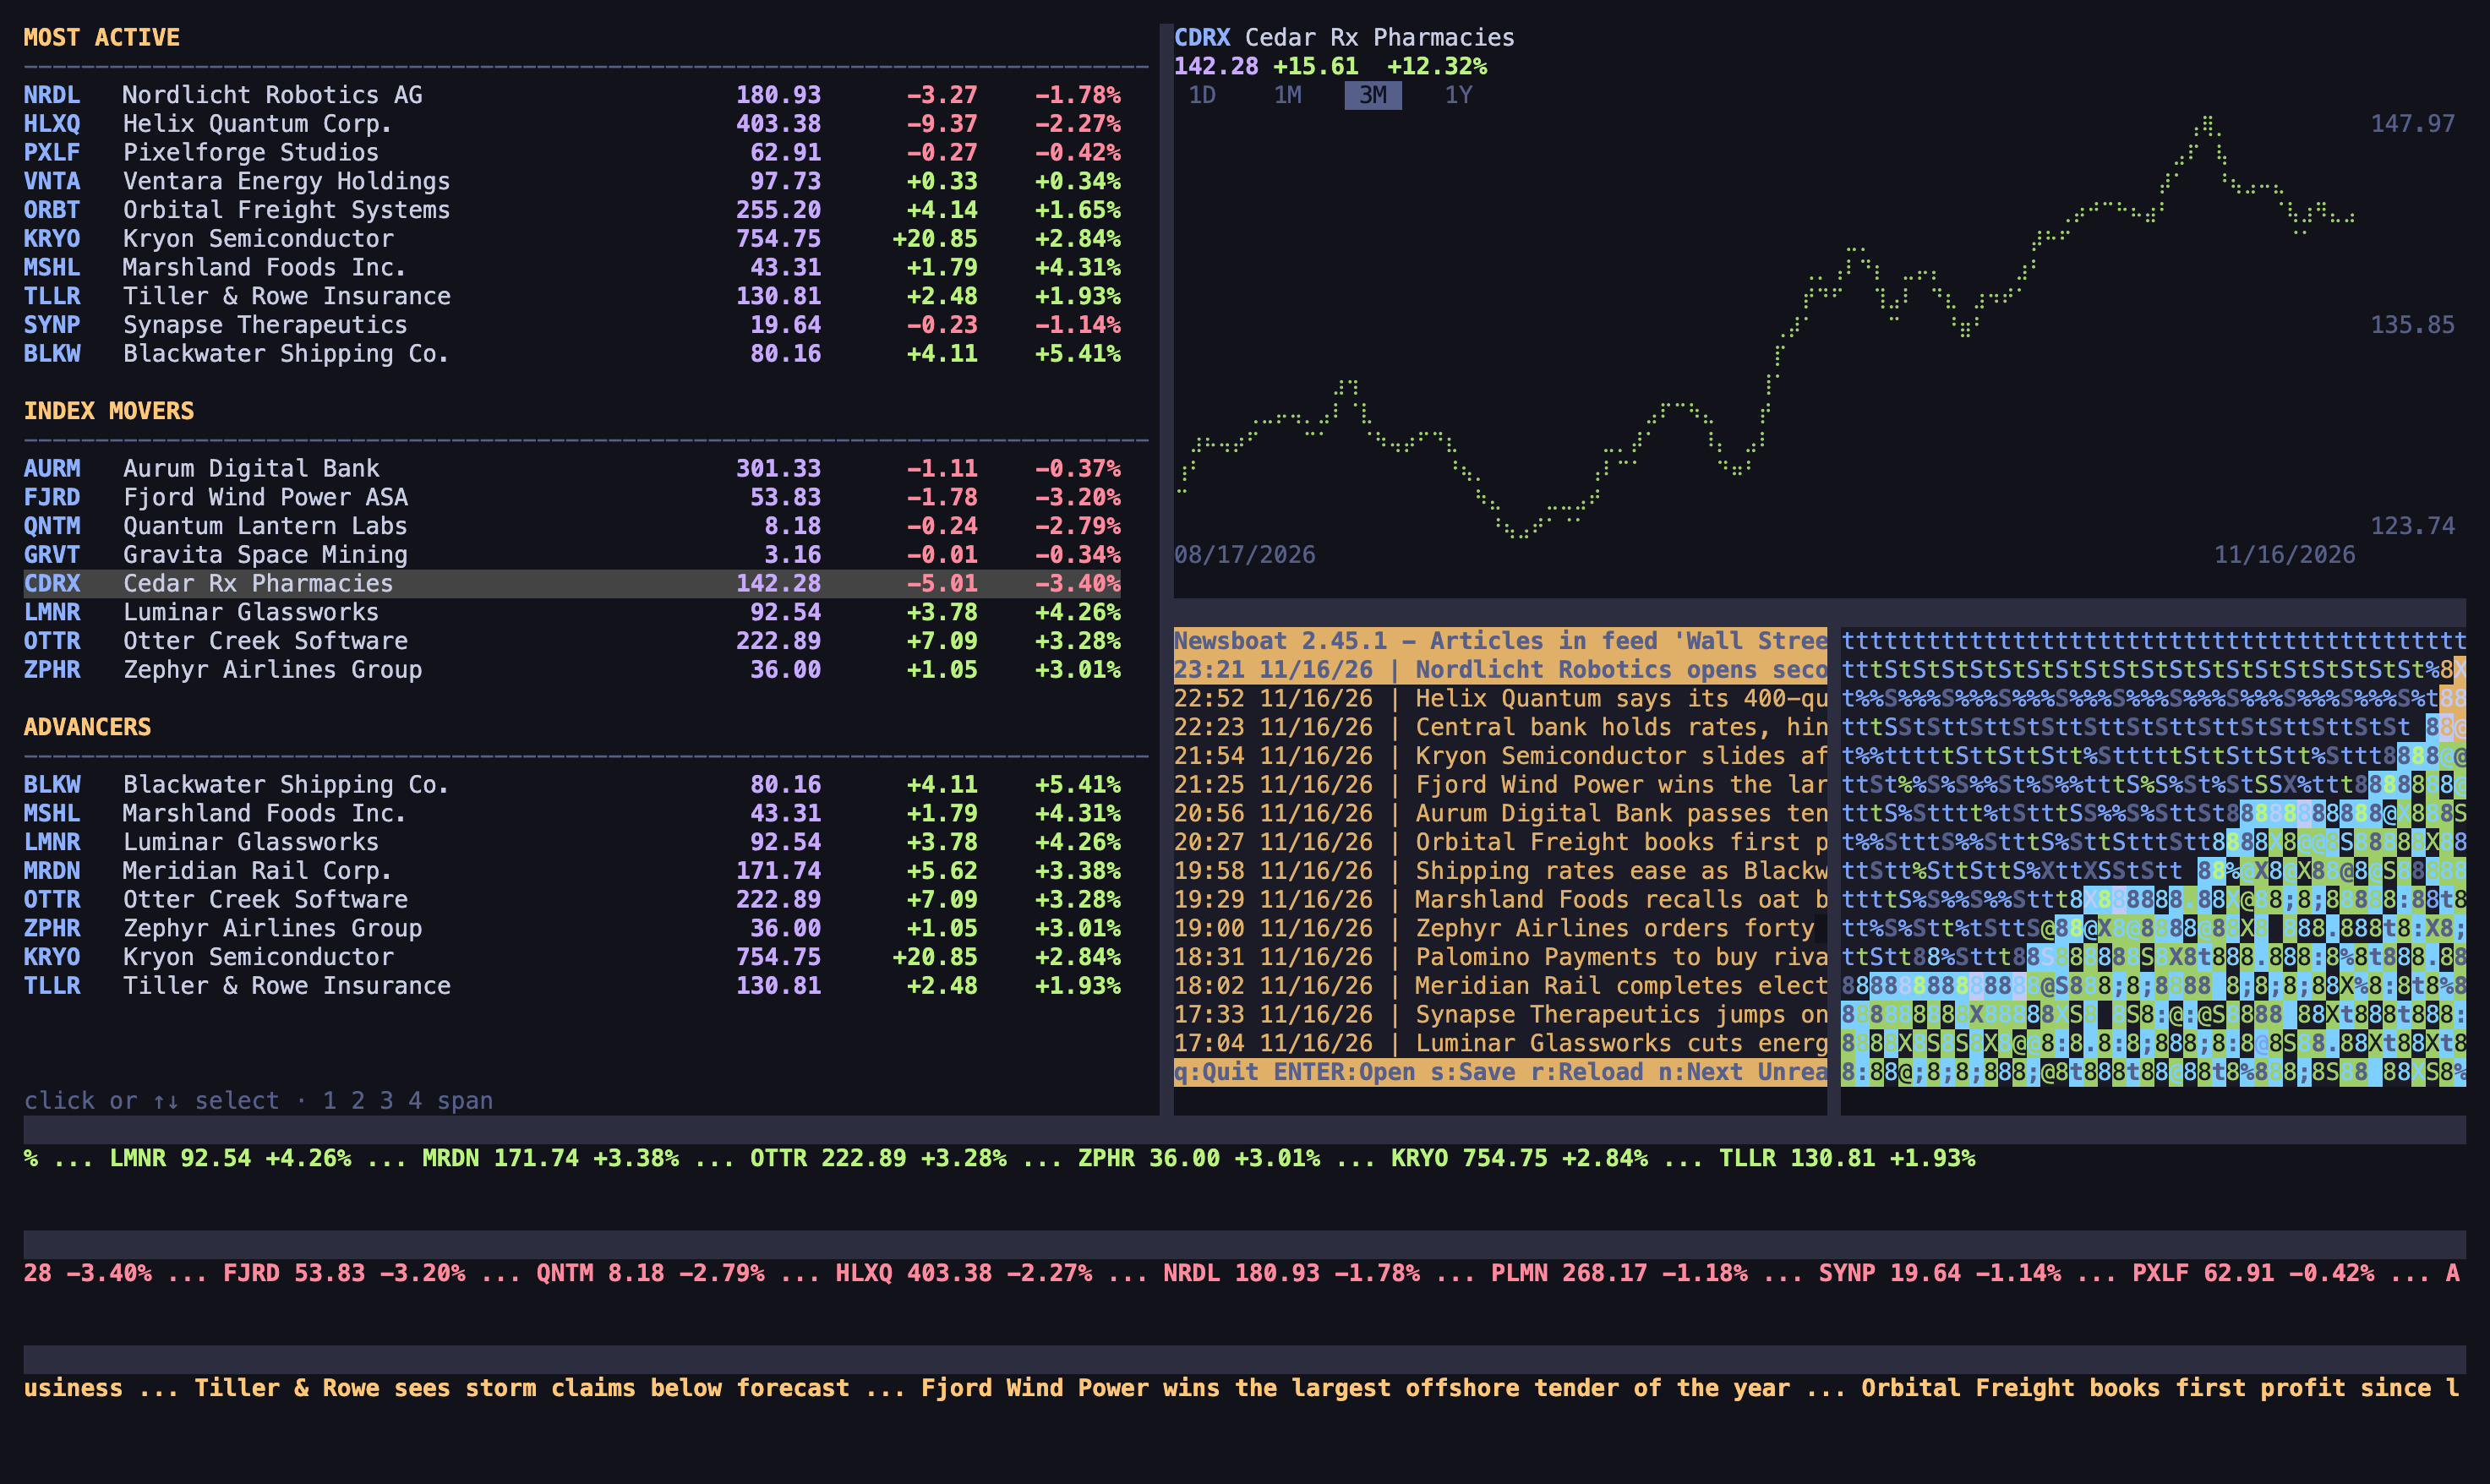 MOST ACTIVE
NRDL Nordlicht Robotics AG 180.93 −3.27 −1.78%
HLXQ Helix Quantum Corp. 403.38 −9.37 −2.27%
PXLF Pixelforge Studios 62.91 −0.27 −0.42%
VNTA Ventara Energy Holdings 97.73 +0.33 +0.34%
ORBT Orbital Freight Systems 255.20 +4.14 +1.65%
KRYO Kryon Semiconductor 754.75 +20.85 +2.84%
MSHL Marshland Foods Inc. 43.31 +1.79 +4.31%
TLLR Tiller & Rowe Insurance 130.81 +2.48 +1.93%
SYNP Synapse Therapeutics 19.64 −0.23 −1.14%
BLKW Blackwater Shipping Co. 80.16 +4.11 +5.41%
INDEX MOVERS
AURM Aurum Digital Bank 301.33 −1.11 −0.37%
FJRD Fjord Wind Power ASA 53.83 −1.78 −3.20%
QNTM Quantum Lantern Labs 8.18 −0.24 −2.79%
GRVT Gravita Space Mining 3.16 −0.01 −0.34%
CDRX Cedar Rx Pharmacies 142.28 −5.01 −3.40%
LMNR Luminar Glassworks 92.54 +3.78 +4.26%
OTTR Otter Creek Software 222.89 +7.09 +3.28%
ZPHR Zephyr Airlines Group 36.00 +1.05 +3.01%
ADVANCERS
BLKW Blackwater Shipping Co. 80.16 +4.11 +5.41%
MSHL Marshland Foods Inc. 43.31 +1.79 +4.31%
LMNR Luminar Glassworks 92.54 +3.78 +4.26%
MRDN Meridian Rail Corp. 171.74 +5.62 +3.38%
OTTR Otter Creek Software 222.89 +7.09 +3.28%
ZPHR Zephyr Airlines Group 36.00 +1.05 +3.01%
KRYO Kryon Semiconductor 754.75 +20.85 +2.84%
TLLR Tiller & Rowe Insurance 130.81 +2.48 +1.93%
click or ↑↓ select · 1 2 3 4 span
CDRX Cedar Rx Pharmacies
142.28 +15.61 +12.32%
1D 1M 3M 1Y
147.97
135.85
123.74
08/17/2026 11/16/2026
Newsboat 2.45.1 − Articles in feed 'Wall Stree
23:21 11/16/26 | Nordlicht Robotics opens seco
22:52 11/16/26 | Helix Quantum says its 400−qu
22:23 11/16/26 | Central bank holds rates, hin
21:54 11/16/26 | Kryon Semiconductor slides af
21:25 11/16/26 | Fjord Wind Power wins the lar
20:56 11/16/26 | Aurum Digital Bank passes ten
20:27 11/16/26 | Orbital Freight books first p
19:58 11/16/26 | Shipping rates ease as Blackw
19:29 11/16/26 | Marshland Foods recalls oat b
19:00 11/16/26 | Zephyr Airlines orders forty
18:31 11/16/26 | Palomino Payments to buy riva
18:02 11/16/26 | Meridian Rail completes elect
17:33 11/16/26 | Synapse Therapeutics jumps on
17:04 11/16/26 | Luminar Glassworks cuts energ
q:Quit ENTER:Open s:Save r:Reload n:Next Unrea
% ... LMNR 92.54 +4.26% ... MRDN 171.74 +3.38% ... OTTR 222.89 +3.28% ... ZPHR 36.00 +3.01% ... KRYO 754.75 +2.84% ... TLLR 130.81 +1.93%
28 −3.40% ... FJRD 53.83 −3.20% ... QNTM 8.18 −2.79% ... HLXQ 403.38 −2.27% ... NRDL 180.93 −1.78% ... PLMN 268.17 −1.18% ... SYNP 19.64 −1.14% ... PXLF 62.91 −0.42% ... A
usiness ... Tiller & Rowe sees storm claims below forecast ... Fjord Wind Power wins the largest offshore tender of the year ... Orbital Freight books first profit since l